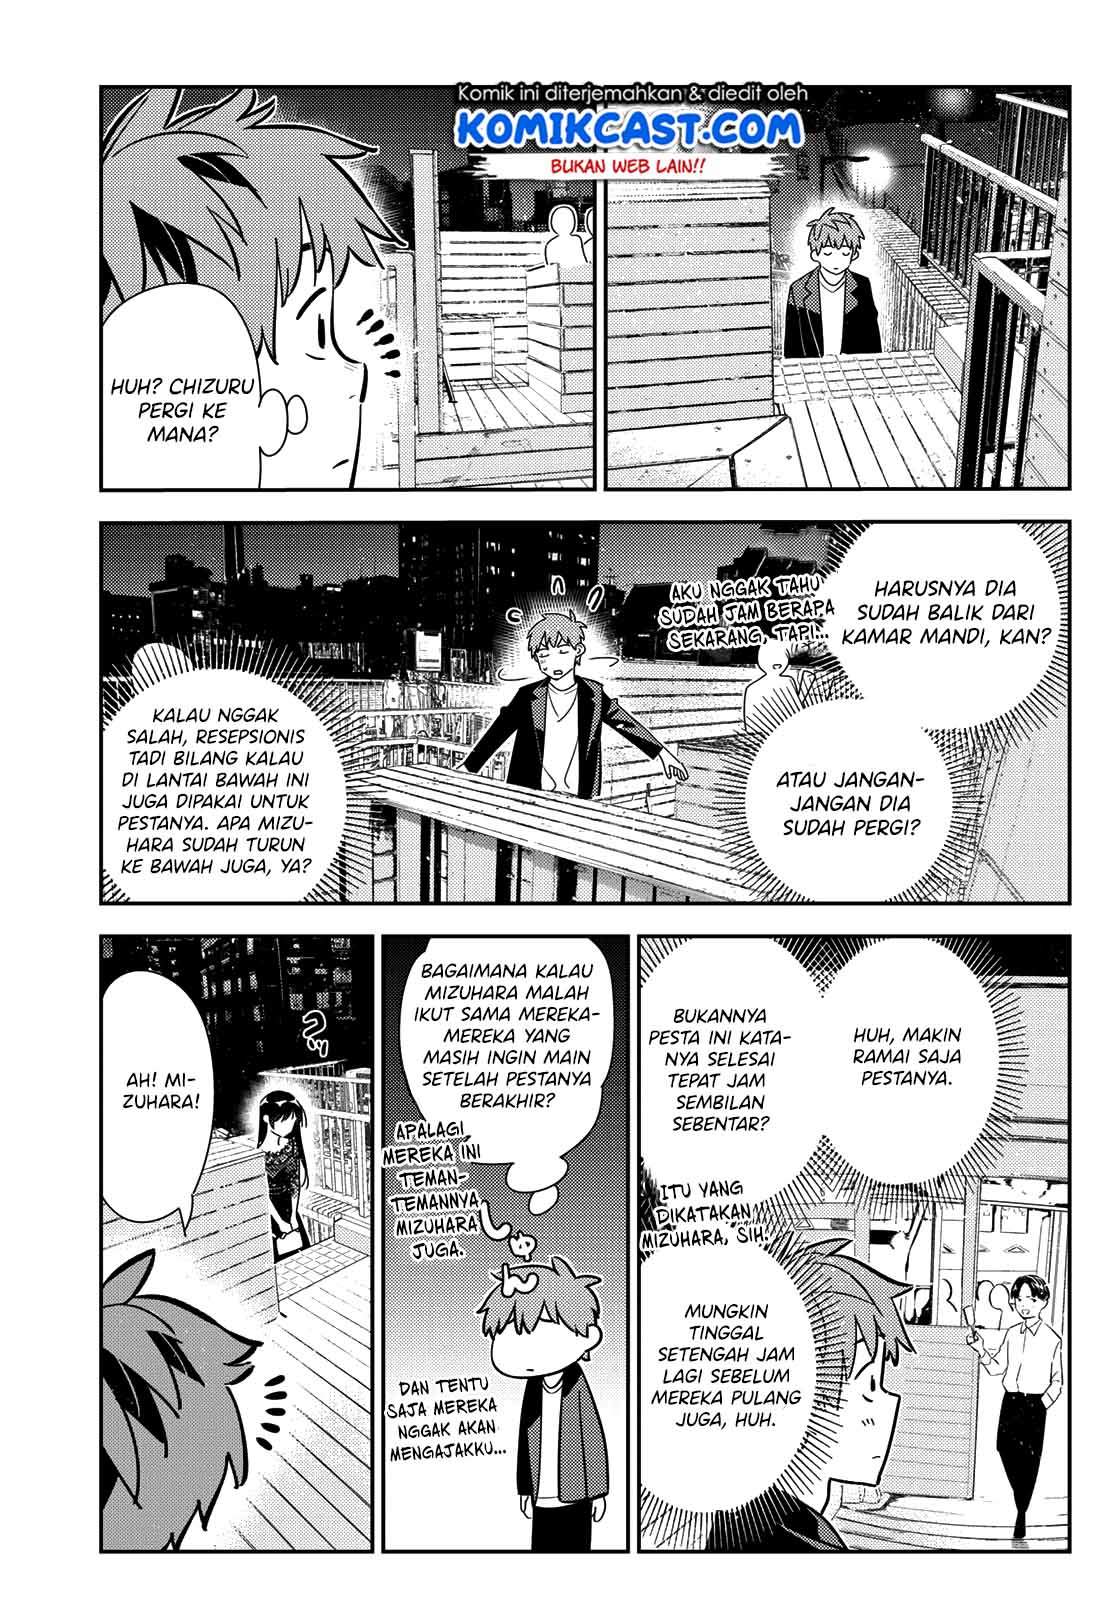 Komik ini diterjemahkan & diedit oleh
KOMIKCAST.COM
BUKAN WEB LAIN!!
HUH? CHIZURU
PERGI KE
MANA?
HARUSNYA DIA
SUDAH BALIK DARI
KAMAR MANDI, KAN?
AKU NGGAK TAHU
SUDAH JAM BERAPA
SEKARANG, TAPI...
ATAU JANGAN-
JANGAN DIA
SUDAH PERGI?
KALAU NGGAK
SALAH, RESEPSIONIS
TADI BILANG KALAU
DI LANTAI BAWAH INI
JUGA DIPAKAI UNTUK
PESTANYA. APA MIZU-
HARA SUDAH TURUN
KE BAWAH JUGA, YA?
HUH, MAKIN
RAMAI SAJA
PESTANYA.
BUKANNYA
PESTA INI KATA-
NYA SELESAI
TEPAT JAM
SEMBILAN
SEBENTAR?
ITU YANG
DIKATAKAN
MIZUHARA, SIH.
MUNGKIN
TINGGAL
SETENGAH JAM
LAGI SEBELUM
MEREKA PULANG
JUGA, HUH.
BAGAIMANA KALAU
MIZUHARA MALAH
IKUT SAMA MEREKA-
MEREKA YANG
MASIH INGIN MAIN
SETELAH PESTANYA
BERAKHIR?
APALAGI
MEREKA INI
TEMAN-
TEMANNYA
MIZUHARA
JUGA.
しゅん
DAN TENTU
SAJA MEREKA
NGGAK AKAN
MENGAJAKKU...
AH! MI-
ZUHARA!